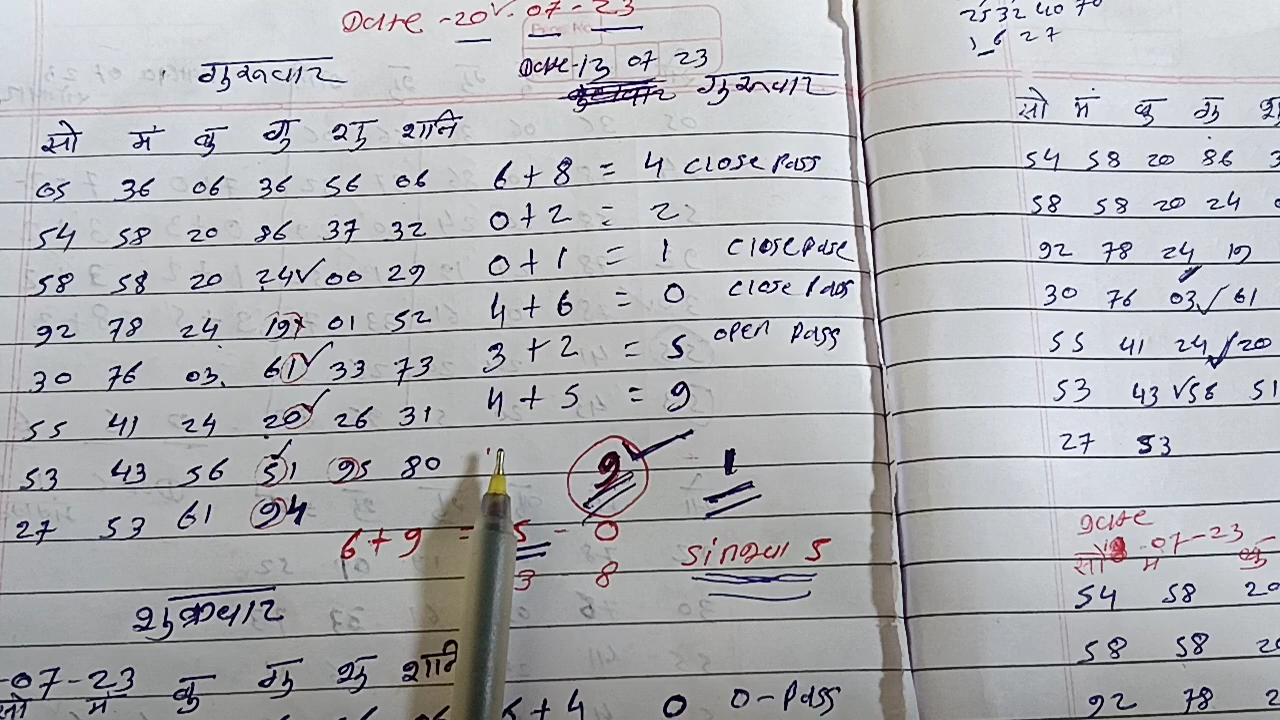 Date -20 - 07 - 23
Date-13 07 23
गुरुवार
गुरुवार
सो मं बु गु शु शनि
05 36 06 36 56 06 6 + 8 = 4 close pass
54 58 20 86 37 32 0 + 2 = 2
58 58 20 24✓ 00 29 0 + 1 = 1 close pase
92 78 24 19 01 52 4 + 6 = 0 close pass
30 76 03. 61✓ 33 73 3 + 2 = 5 open pass
55 41 24 20✓ 26 31 4 + 5 = 9
53 43 56 51 95 80 9 ✓ 1
27 53 61 94
6 + 9 = 5 - 0
3 8
singal 5
शुक्रवार
-07-23
सो मं बु गु शु शनि
6 + 4 0 0-pass
25 32 40 70
1 6 27
सो मं बु गु
54 58 20 86 3
58 58 20 24
92 78 24 19
30 76 03✓ 61
55 41 24✓ 20
53 43 ✓56 51
27 53
Date
-07-23
सो मं
54 58 20
58 58 20
92 78 2